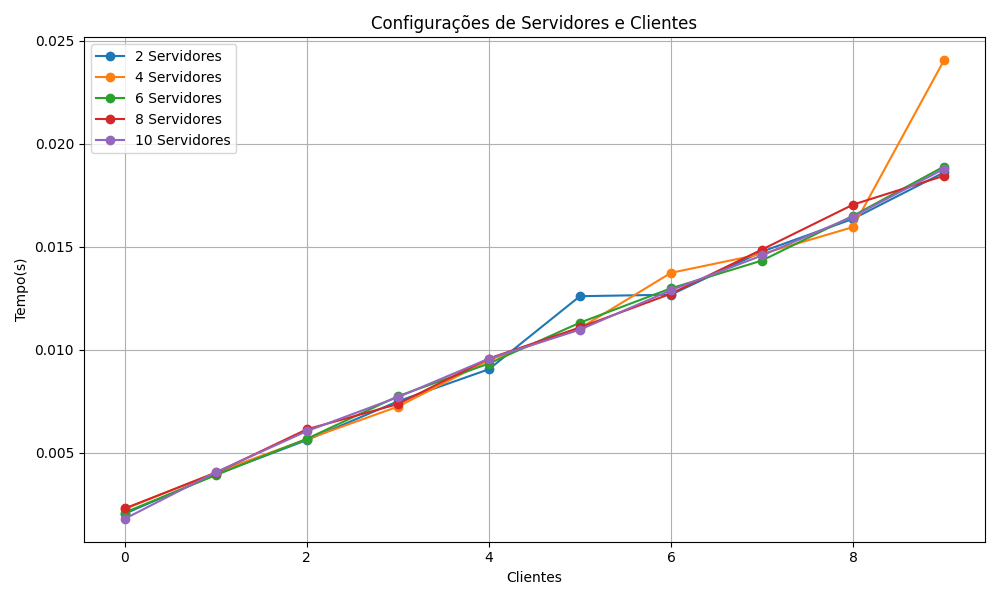 Configurações de Servidores e Clientes
0.025
0.020
0.015
0.010
0.005
Tempo(s)
2 Servidores
4 Servidores
6 Servidores
8 Servidores
10 Servidores
0 2 4 6 8
Clientes